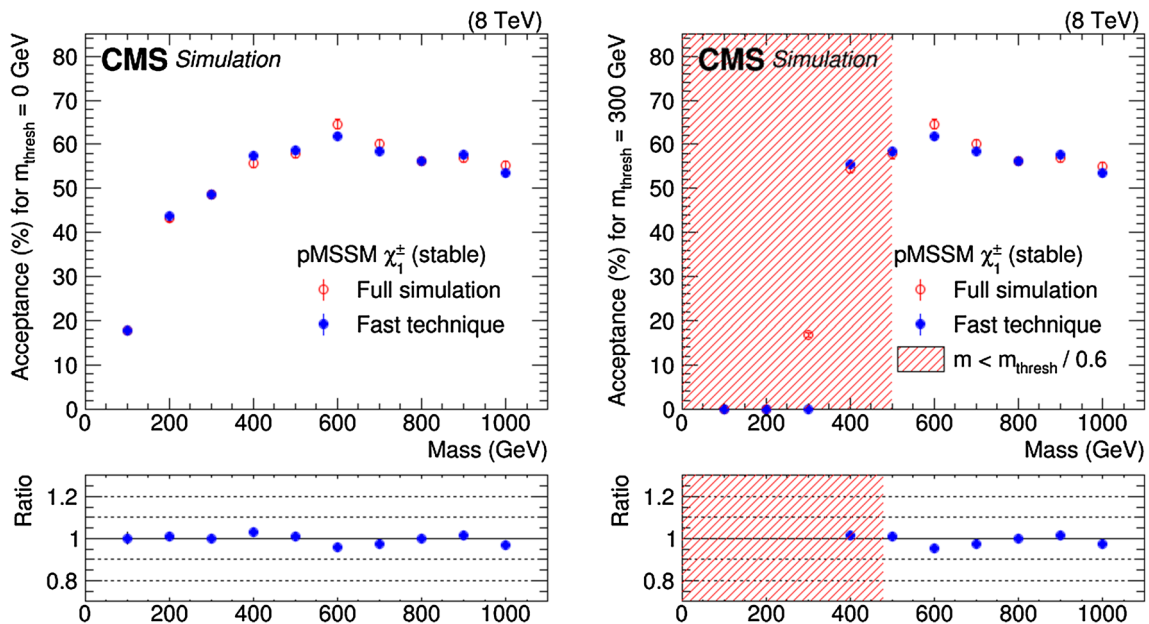 (8 TeV)
CMS Simulation
Acceptance (%) for m_thresh = 0 GeV
80
70
60
50
40
30
20
10
0
pMSSM χ₁± (stable)
Full simulation
Fast technique
0 200 400 600 800 1000
Mass (GeV)
Ratio
1.2
1
0.8
0 200 400 600 800 1000
(8 TeV)
CMS Simulation
Acceptance (%) for m_thresh = 300 GeV
80
70
60
50
40
30
20
10
0
pMSSM χ₁± (stable)
Full simulation
Fast technique
m < m_thresh / 0.6
0 200 400 600 800 1000
Mass (GeV)
Ratio
1.2
1
0.8
0 200 400 600 800 1000